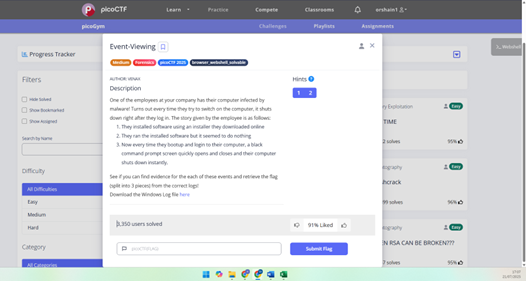 picoCTF
Learn
Practice
Compete
Classrooms
orshain1
picoGym
Challenges
Playlists
Assignments
Progress Tracker
Webshell
Filters
Hide Solved
Show Bookmarked
Show Assigned
Search by Name
Difficulty
All Difficulties
Easy
Medium
Hard
Category
All Categories
Event-Viewing
Medium
Forensics
picoCTF 2025
browser_webshell_solvable
AUTHOR: VENAX
Description
One of the employees at your company has their computer infected by
malware! Turns out every time they try to switch on the computer, it shuts
down right after they log in. The story given by the employee is as follows:
1. They installed software using an installer they downloaded online
2. They ran the installed software but it seemed to do nothing
3. Now every time they bootup and login to their computer, a black
command prompt screen quickly opens and closes and their computer
shuts down instantly.
See if you can find evidence for the each of these events and retrieve the flag
(split into 3 pieces) from the correct logs!
Download the Windows Log file here
Hints ?
1 2
3,350 users solved
91% Liked
picoCTF{FLAG}
Submit Flag
Exploitation
Easy
TIME
95%
ography
Easy
hcrack
99 solves
96%
ography
Easy
N RSA CAN BE BROKEN???
solves
95%